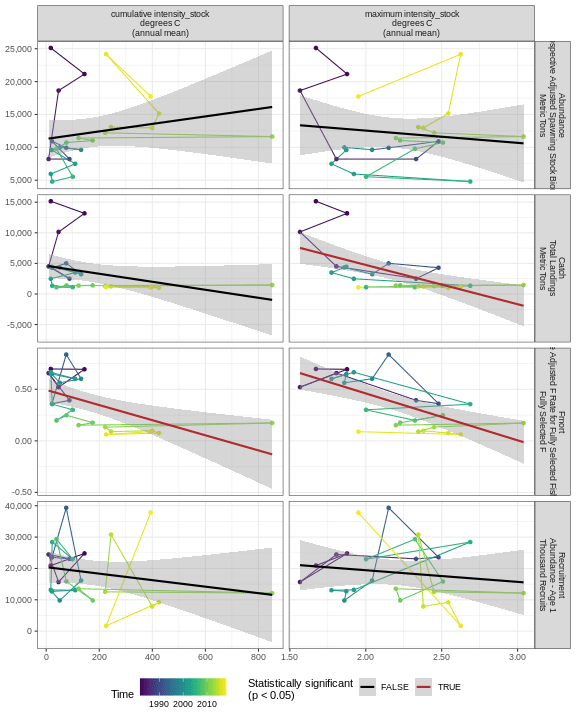 cumulative intensity_stock
degrees C
(annual mean)
maximum intensity_stock
degrees C
(annual mean)
25,000
20,000
15,000
10,000
5,000
Abundance
Adjusted Spawning Stock
Metric Tons
15,000
10,000
5,000
0
-5,000
Catch
Total Landings
Metric Tons
0.50
0.00
-0.50
Fmort
Adjusted F Rate for Fully Selected
Fully Selected F
40,000
30,000
20,000
10,000
0
Recruitment
Abundance - Age 1
Thousand Recruits
0 200 400 600 800 1.50 2.00 2.50 3.00
Time
1990 2000 2010
Statistically significant
(p < 0.05)
FALSE TRUE